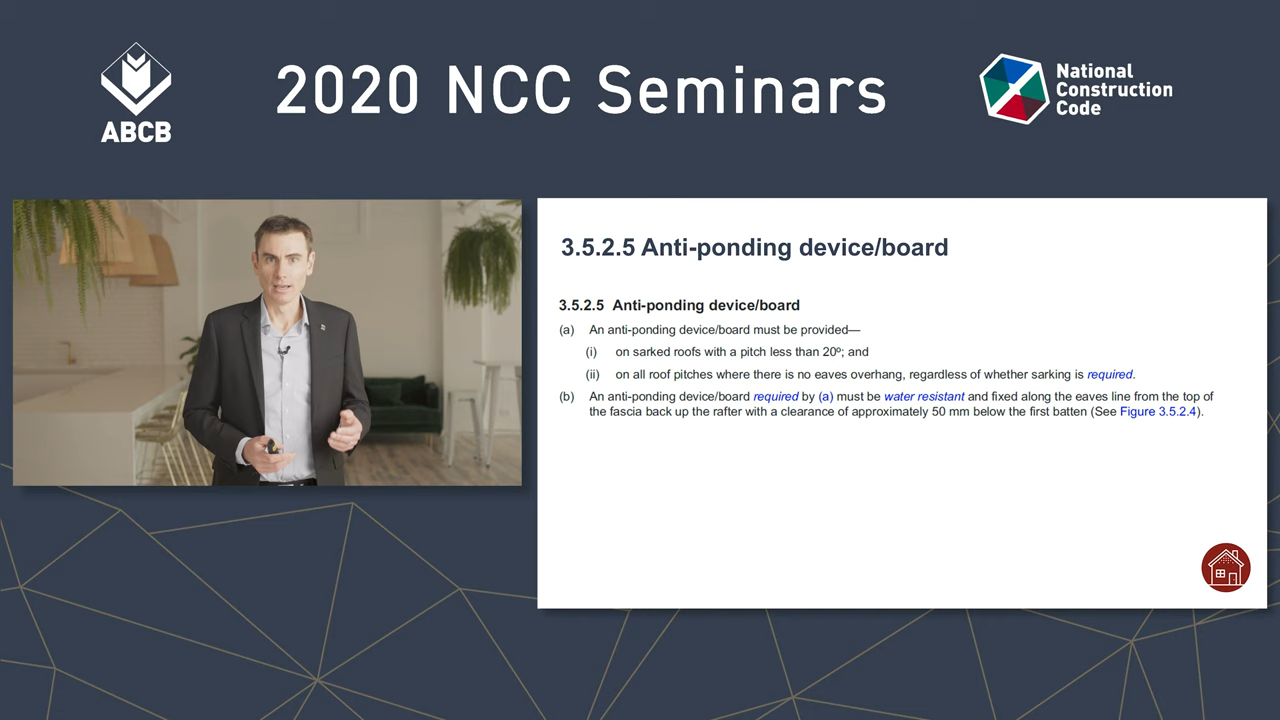 ABCB
2020 NCC Seminars
National
Construction
Code
3.5.2.5 Anti-ponding device/board
3.5.2.5 Anti-ponding device/board
(a) An anti-ponding device/board must be provided—
(i) on sarked roofs with a pitch less than 20º; and
(ii) on all roof pitches where there is no eaves overhang, regardless of whether sarking is required.
(b) An anti-ponding device/board required by (a) must be water resistant and fixed along the eaves line from the top of
the fascia back up the rafter with a clearance of approximately 50 mm below the first batten (See Figure 3.5.2.4).